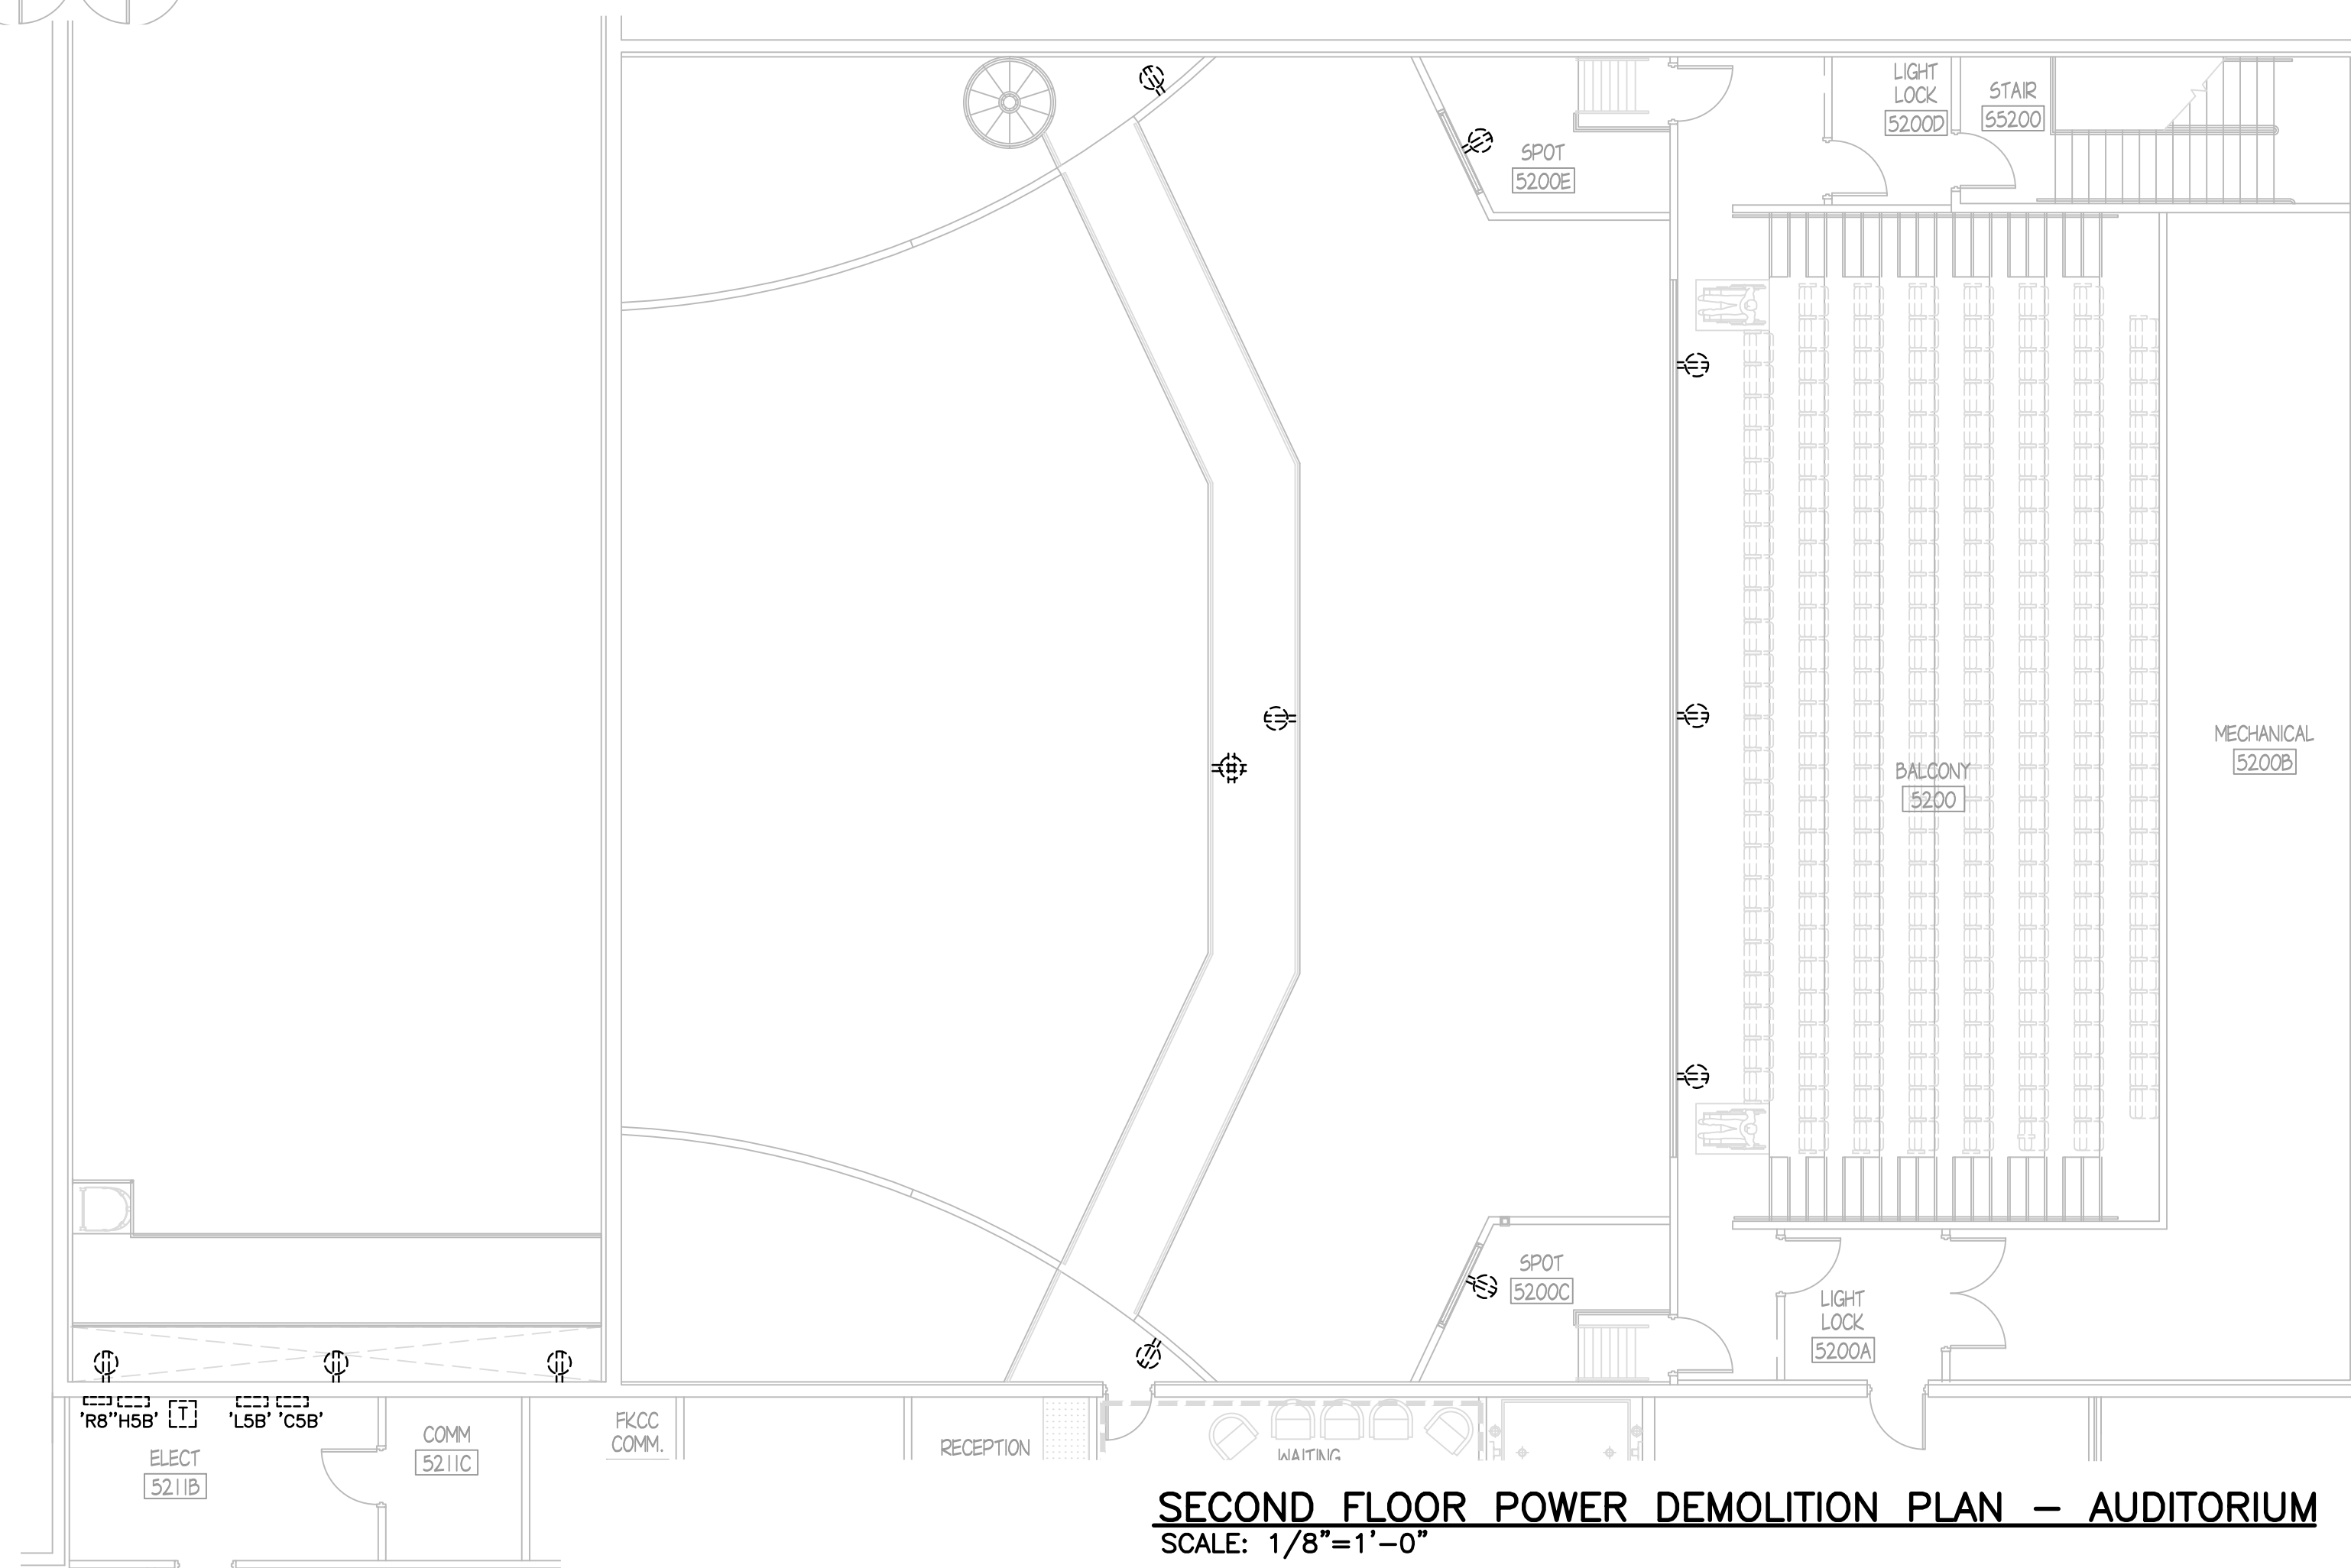 LIGHT
LOCK
5200D
STAIR
S5200
SPOT
5200E
MECHANICAL
5200B
BALCONY
5200
SPOT
5200C
LIGHT
LOCK
5200A
'R8''H5B'
T
'L5B' 'C5B'
ELECT
5211B
COMM
5211C
FKCC
COMM.
RECEPTION
WAITING
SECOND FLOOR POWER DEMOLITION PLAN - AUDITORIUM
SCALE: 1/8"=1'-0"